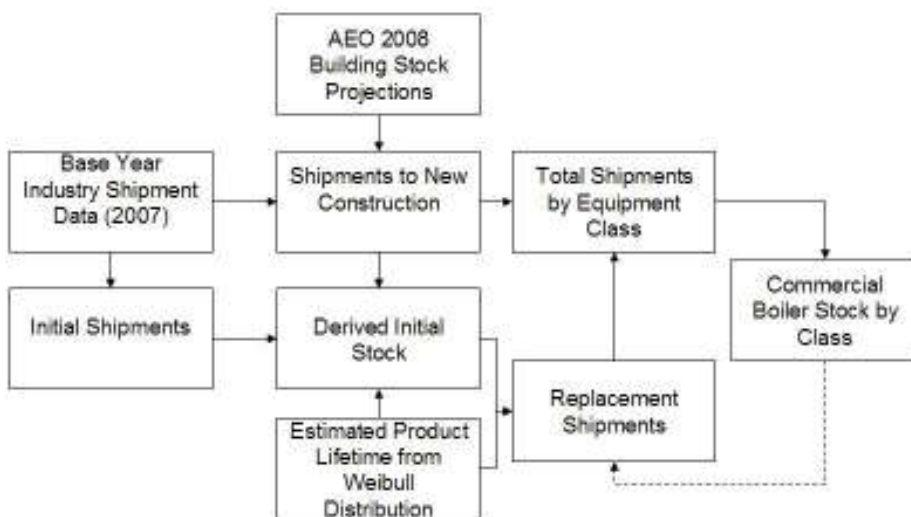 AEO 2008
Building Stock
Projections
Base Year
Industry Shipment
Data (2007)
Shipments to New
Construction
Total Shipments
by Equipment
Class
Initial Shipments
Derived Initial
Stock
Commercial
Boiler Stock by
Class
Replacement
Shipments
Estimated Product
Lifetime from
Weibull
Distribution